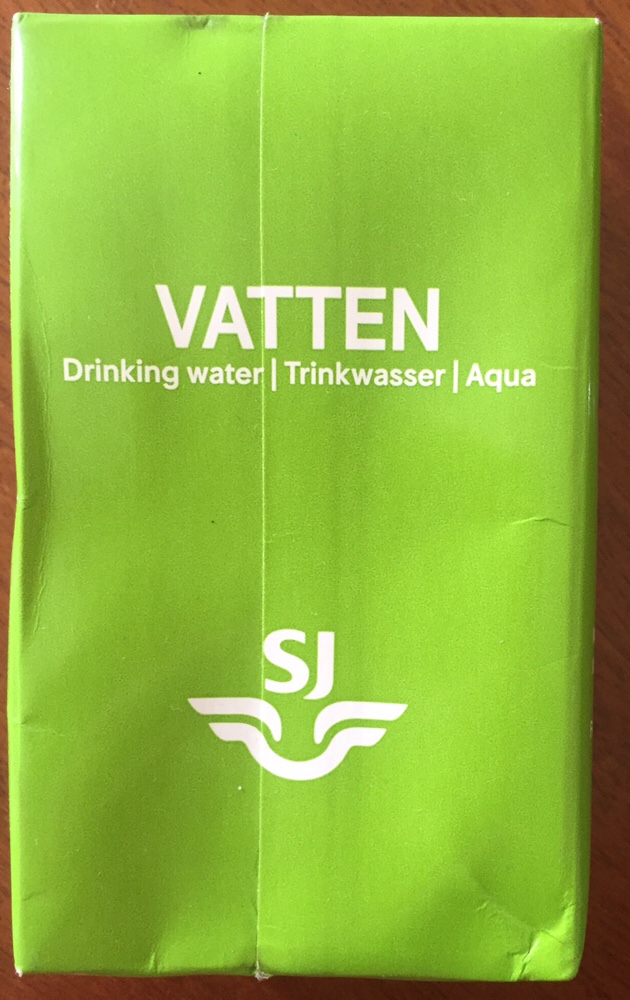 VATTEN
Drinking water | Trinkwasser | Aqua
SJ